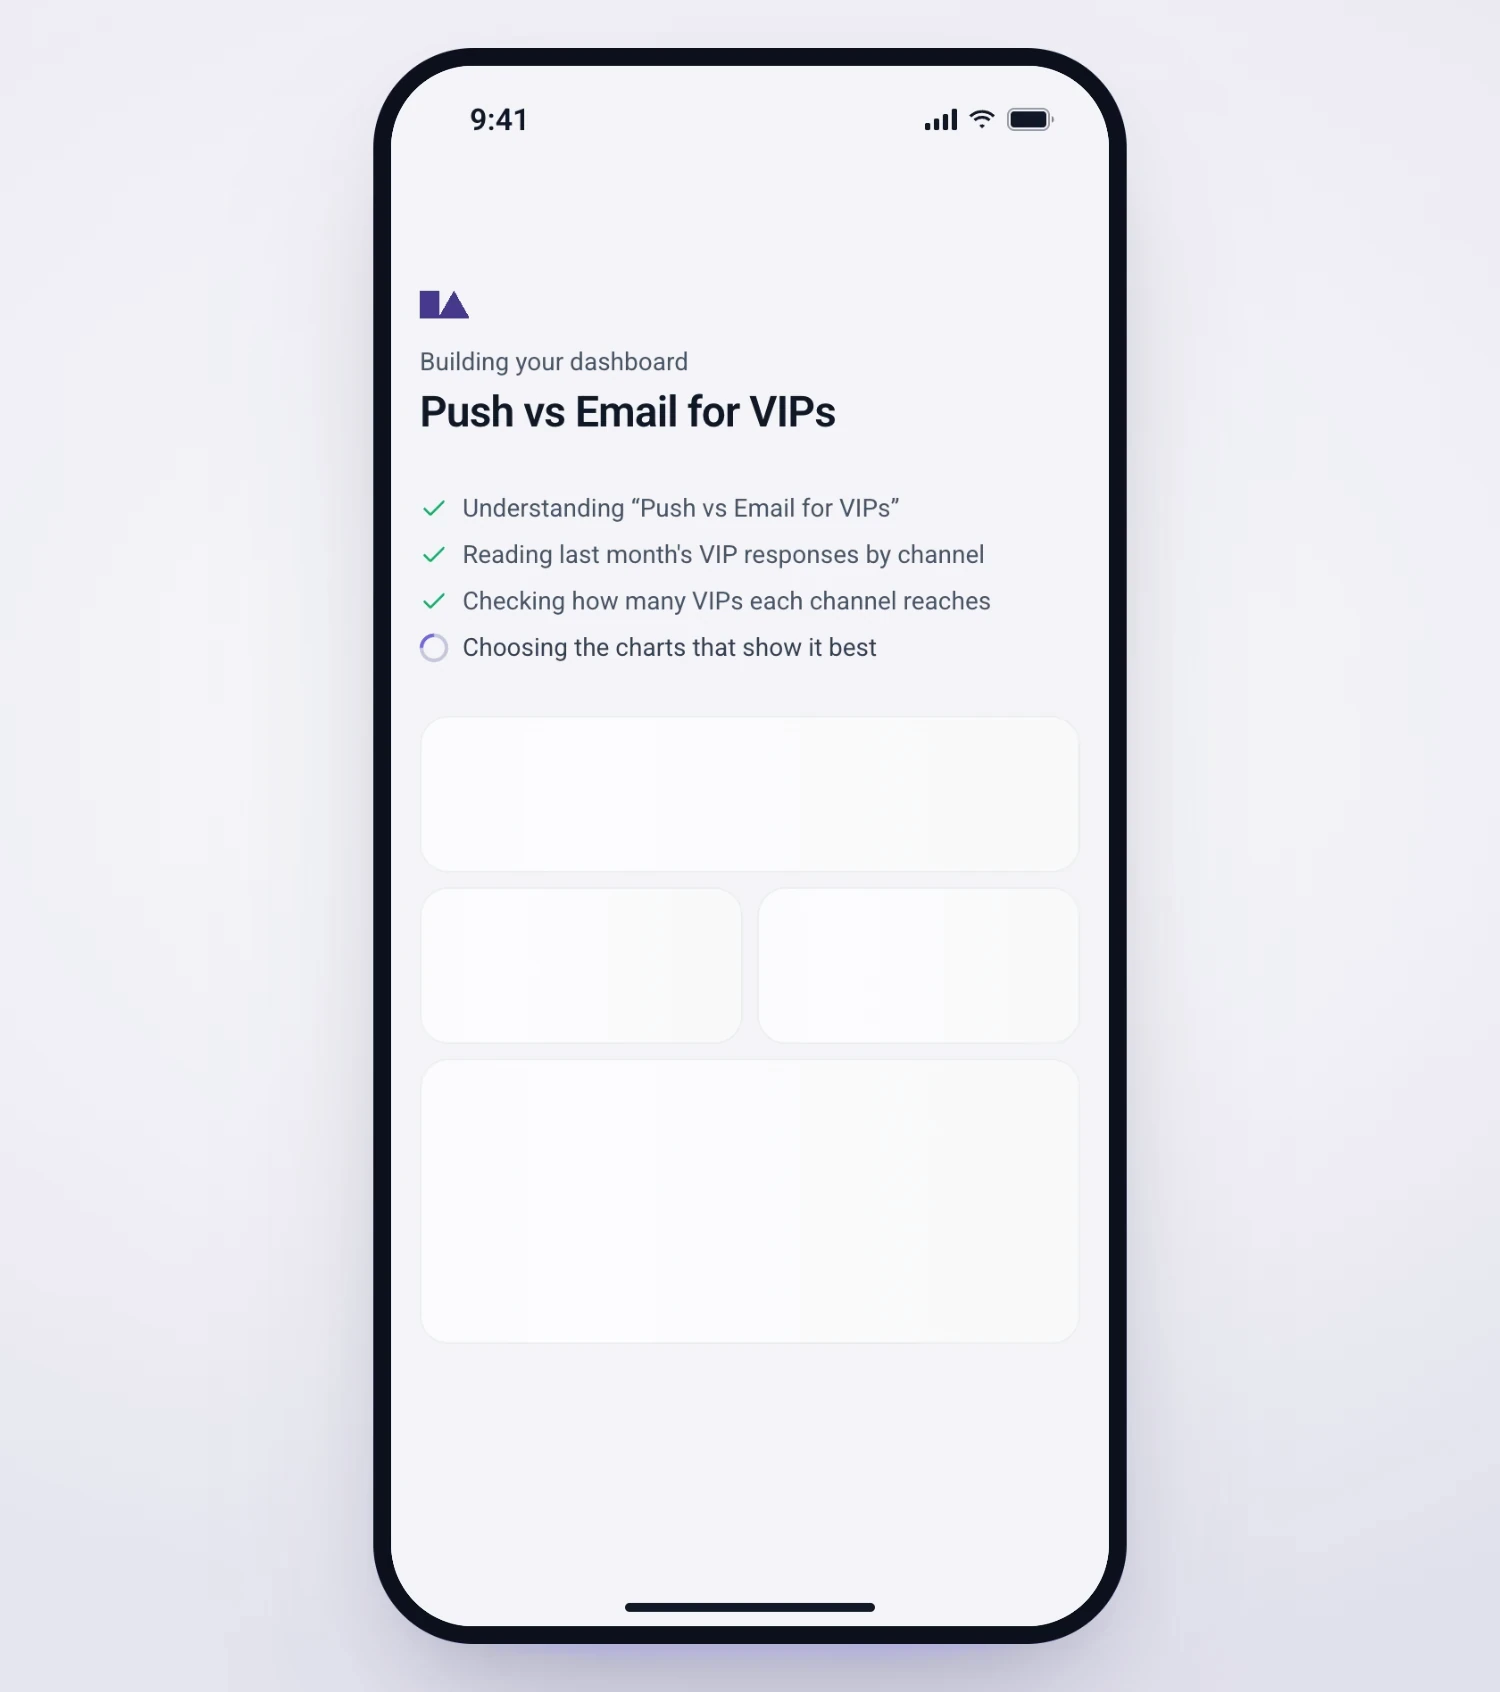 9:41
Building your dashboard
Push vs Email for VIPs
Understanding “Push vs Email for VIPs”
Reading last month's VIP responses by channel
Checking how many VIPs each channel reaches
Choosing the charts that show it best